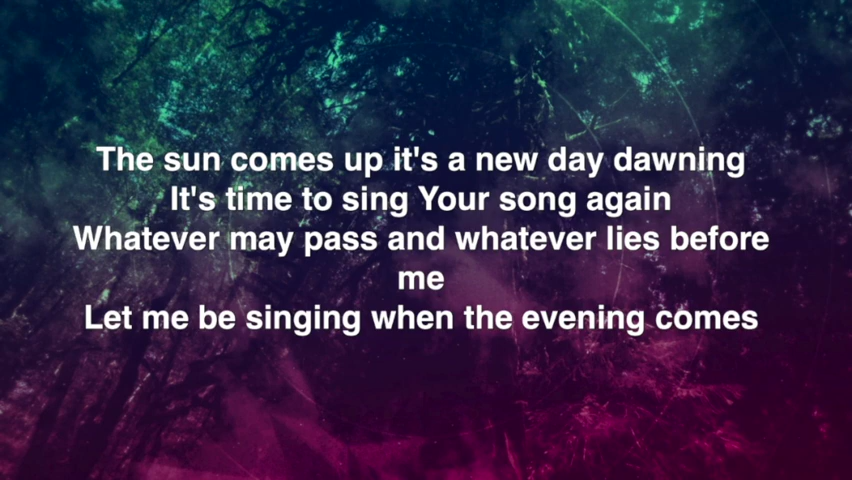 The sun comes up it's a new day dawning
It's time to sing Your song again
Whatever may pass and whatever lies before
me
Let me be singing when the evening comes